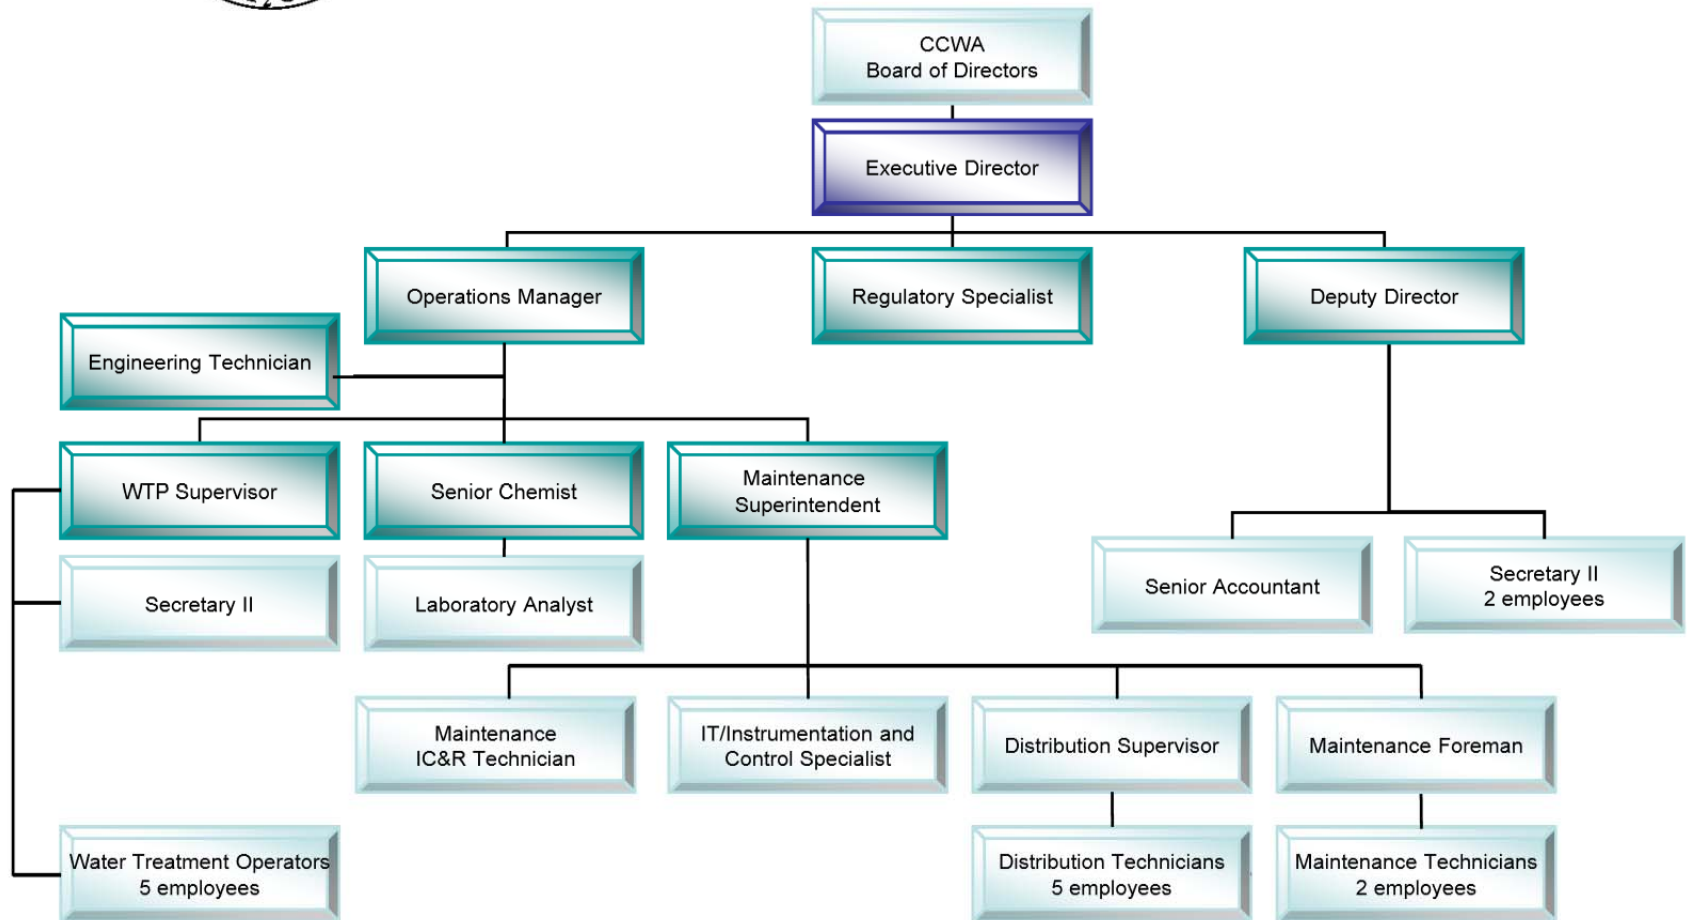 CCWA
Board of Directors
Executive Director
Operations Manager
Regulatory Specialist
Deputy Director
Engineering Technician
WTP Supervisor
Senior Chemist
Maintenance
Superintendent
Senior Accountant
Secretary II
2 employees
Secretary II
Laboratory Analyst
Maintenance
IC&R Technician
IT/Instrumentation and
Control Specialist
Distribution Supervisor
Maintenance Foreman
Water Treatment Operators
5 employees
Distribution Technicians
5 employees
Maintenance Technicians
2 employees